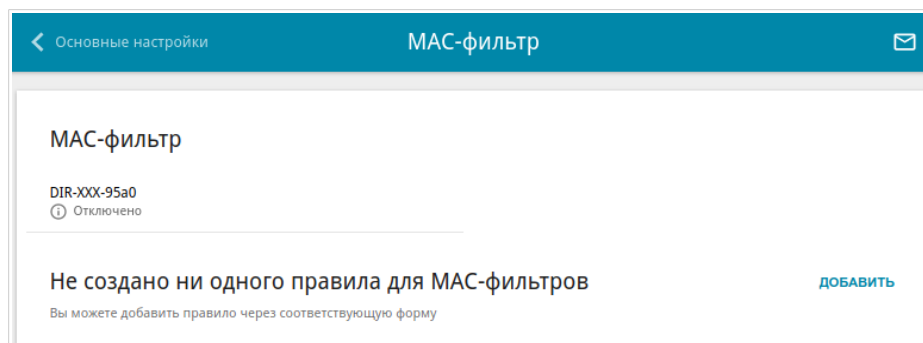 Основные настройки
MAC-фильтр
MAC-фильтр
DIR-XXX-95a0
Отключено
Не создано ни одного правила для MAC-фильтров
ДОБАВИТЬ
Вы можете добавить правило через соответствующую форму